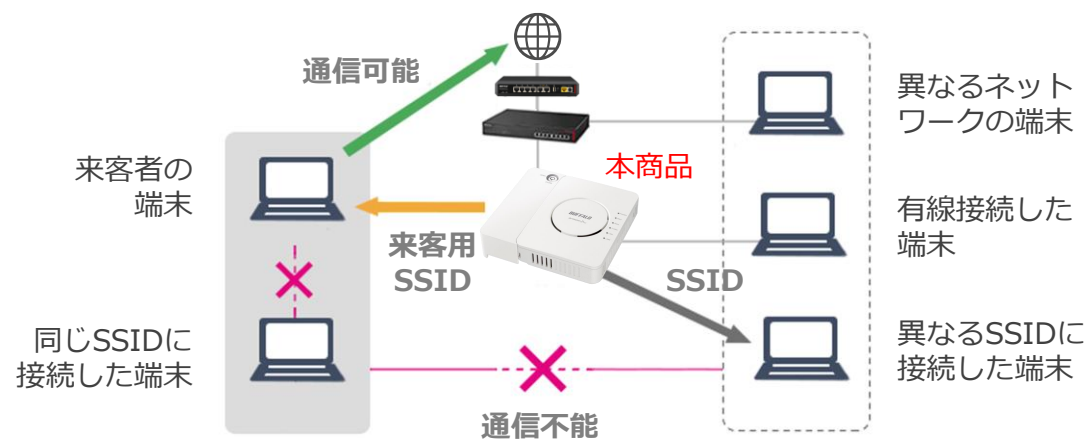 通信可能
異なるネット
ワークの端末
来客者の
端末
本商品
BUFFALO
有線接続した
端末
来客用
SSID
SSID
同じSSIDに
接続した端末
異なるSSIDに
接続した端末
通信不能